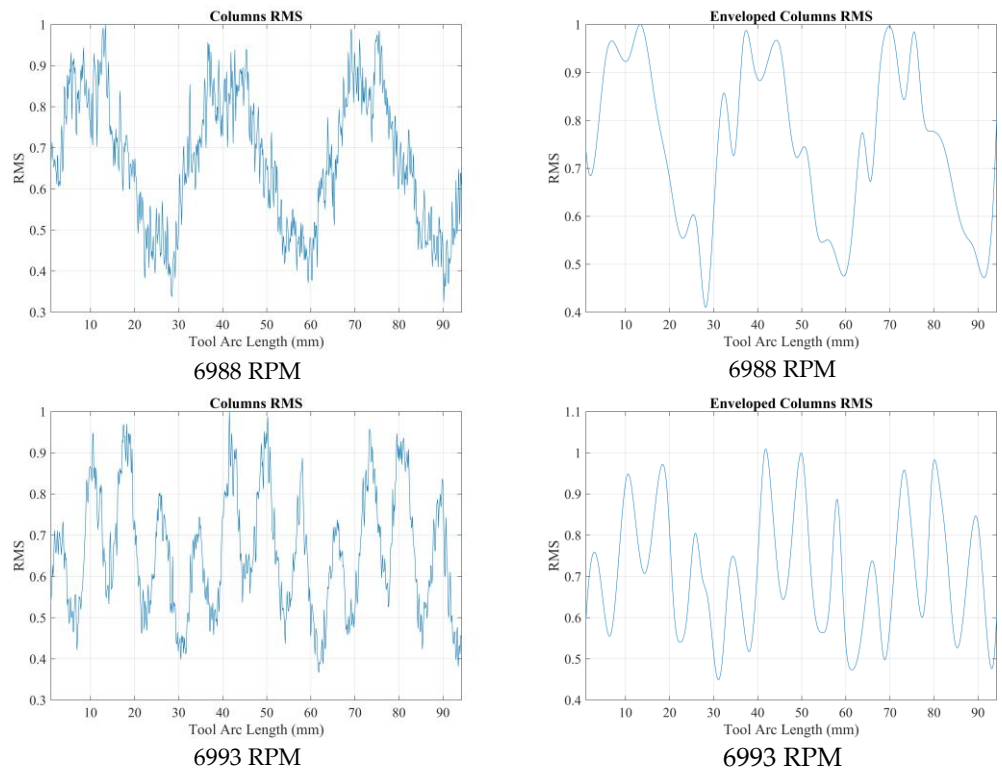 Columns RMS
1
0.9
0.8
0.7
0.6
0.5
0.4
0.3
RMS
10 20 30 40 50 60 70 80 90
Tool Arc Length (mm)
6988 RPM
Enveloped Columns RMS
1
0.9
0.8
0.7
0.6
0.5
0.4
RMS
10 20 30 40 50 60 70 80 90
Tool Arc Length (mm)
6988 RPM
Columns RMS
1
0.9
0.8
0.7
0.6
0.5
0.4
0.3
RMS
10 20 30 40 50 60 70 80 90
Tool Arc Length (mm)
6993 RPM
Enveloped Columns RMS
1.1
1
0.9
0.8
0.7
0.6
0.5
0.4
RMS
10 20 30 40 50 60 70 80 90
Tool Arc Length (mm)
6993 RPM